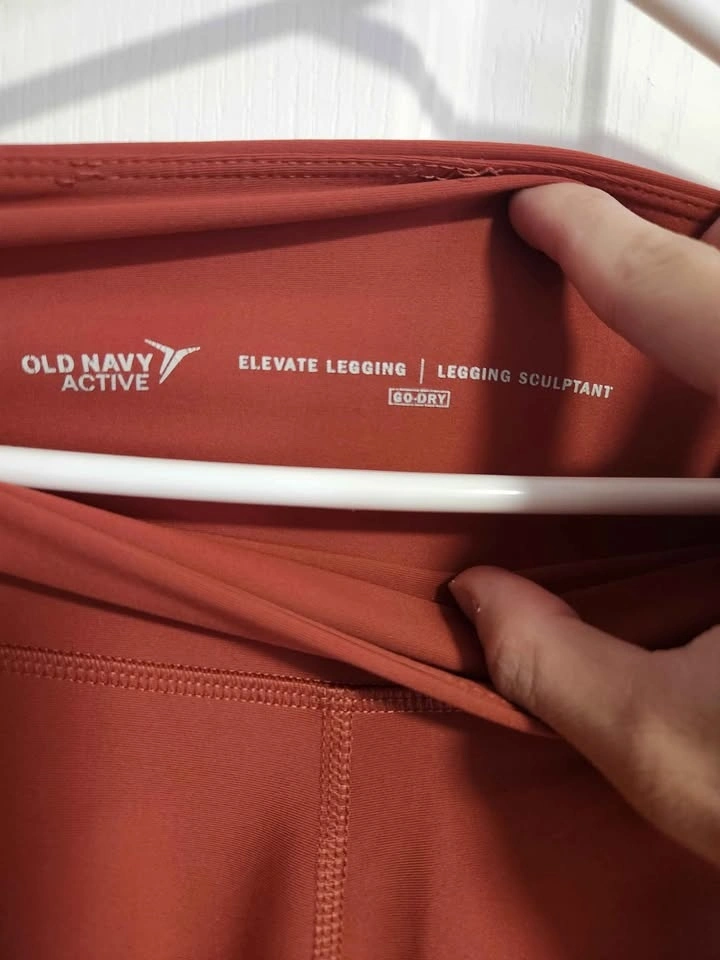 OLD NAVY
ACTIVE
ELEVATE LEGGING | LEGGING SCULPTANT
GO-DRY